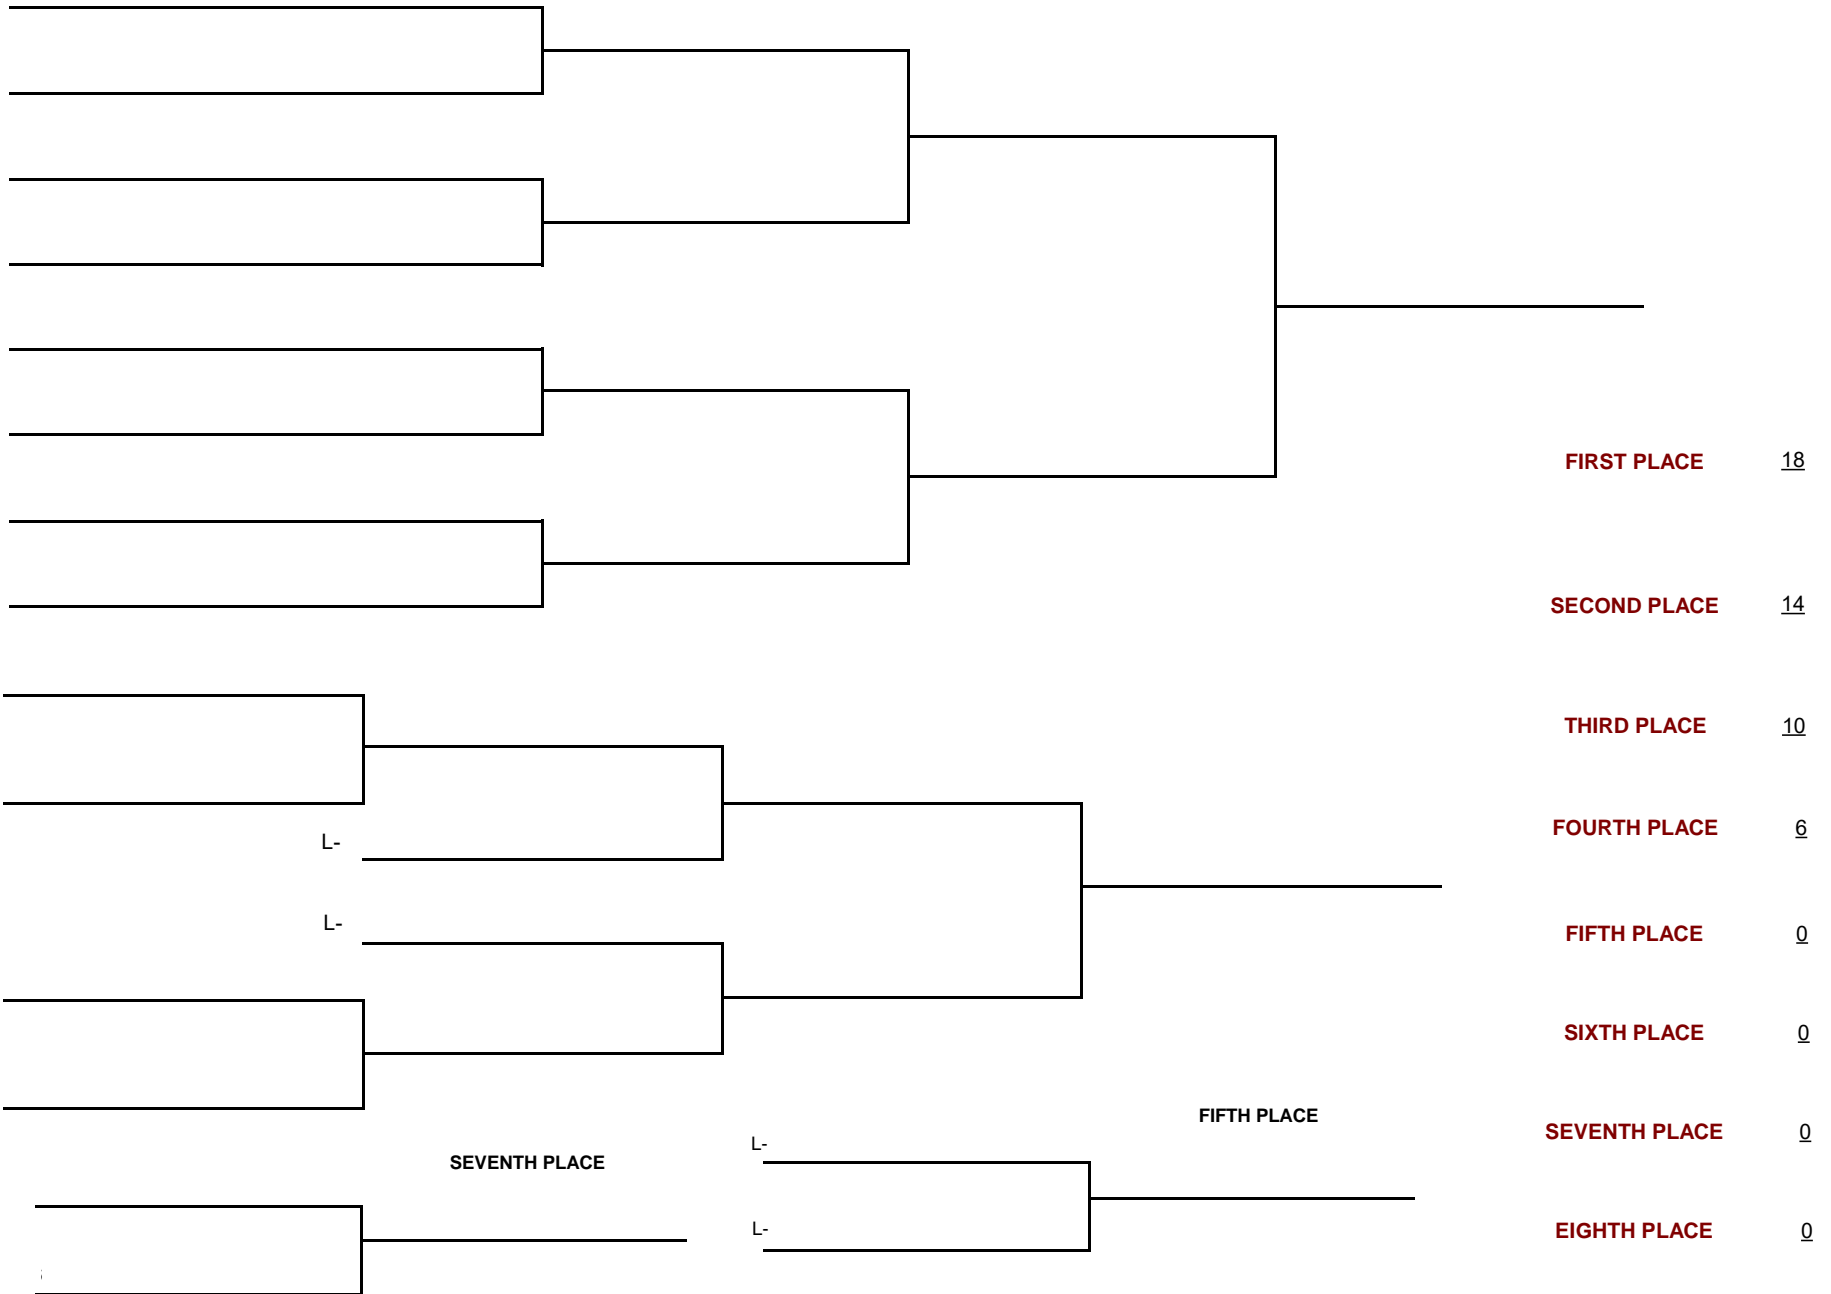 FIRST PLACE 18
SECOND PLACE 14
THIRD PLACE 10
L-
FOURTH PLACE 6
L-
FIFTH PLACE 0
SIXTH PLACE 0
FIFTH PLACE
SEVENTH PLACE 0
L-
SEVENTH PLACE
L-
EIGHTH PLACE 0